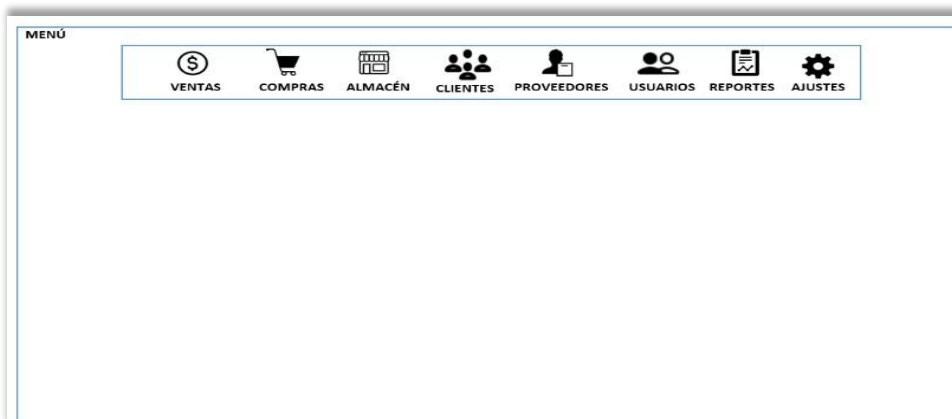 MENÚ
VENTAS COMPRAS ALMACÉN CLIENTES PROVEEDORES USUARIOS REPORTES AJUSTES